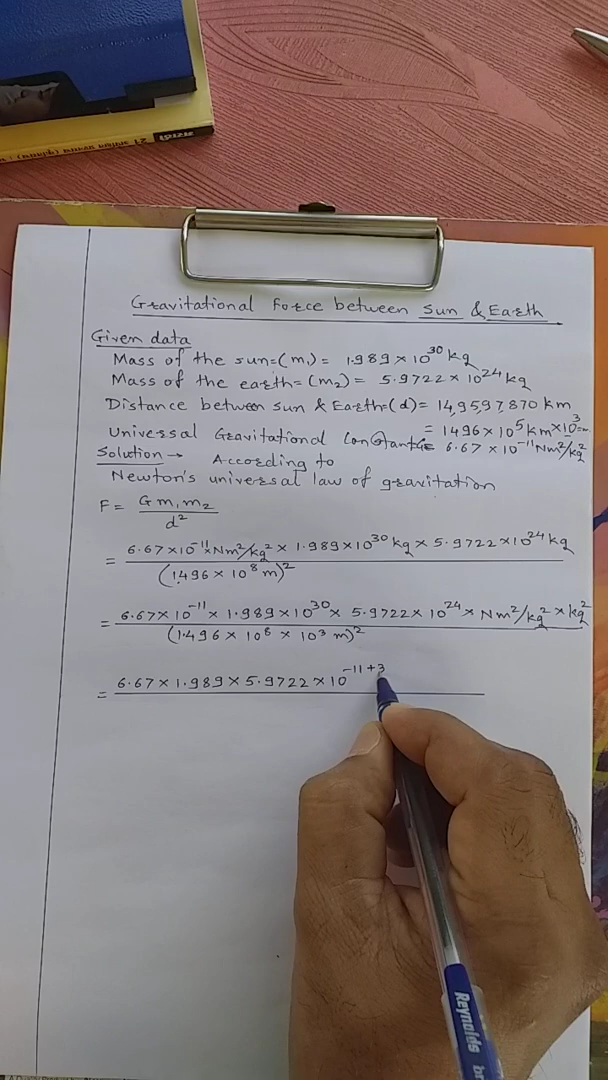 Gravitational Force between Sun & Earth
Given data
Mass of the sun=(m₁)= 1.989 × 10³⁰ kg
Mass of the earth=(m₂)= 5.9722 × 10²⁴ kg
Distance between Sun & Earth=(d)= 14,9597,870 km
= 1496 × 10⁵ km × 10³ m
Universal Gravitational Constant= 6.67 × 10⁻¹¹ Nm²/kg²
Solution → According to
Newton's universal law of gravitation
F = G m₁ m₂ / d²
= 6.67 × 10⁻¹¹ × Nm²/kg² × 1.989 × 10³⁰ kg × 5.9722 × 10²⁴ kg
(1496 × 10⁸ m)²
= 6.67 × 10⁻¹¹ × 1.989 × 10³⁰ × 5.9722 × 10²⁴ × Nm²/kg² × kg²
(1.496 × 10⁸ × 10³ m)²
= 6.67 × 1.989 × 5.9722 × 10⁻¹¹⁺³
Reynolds